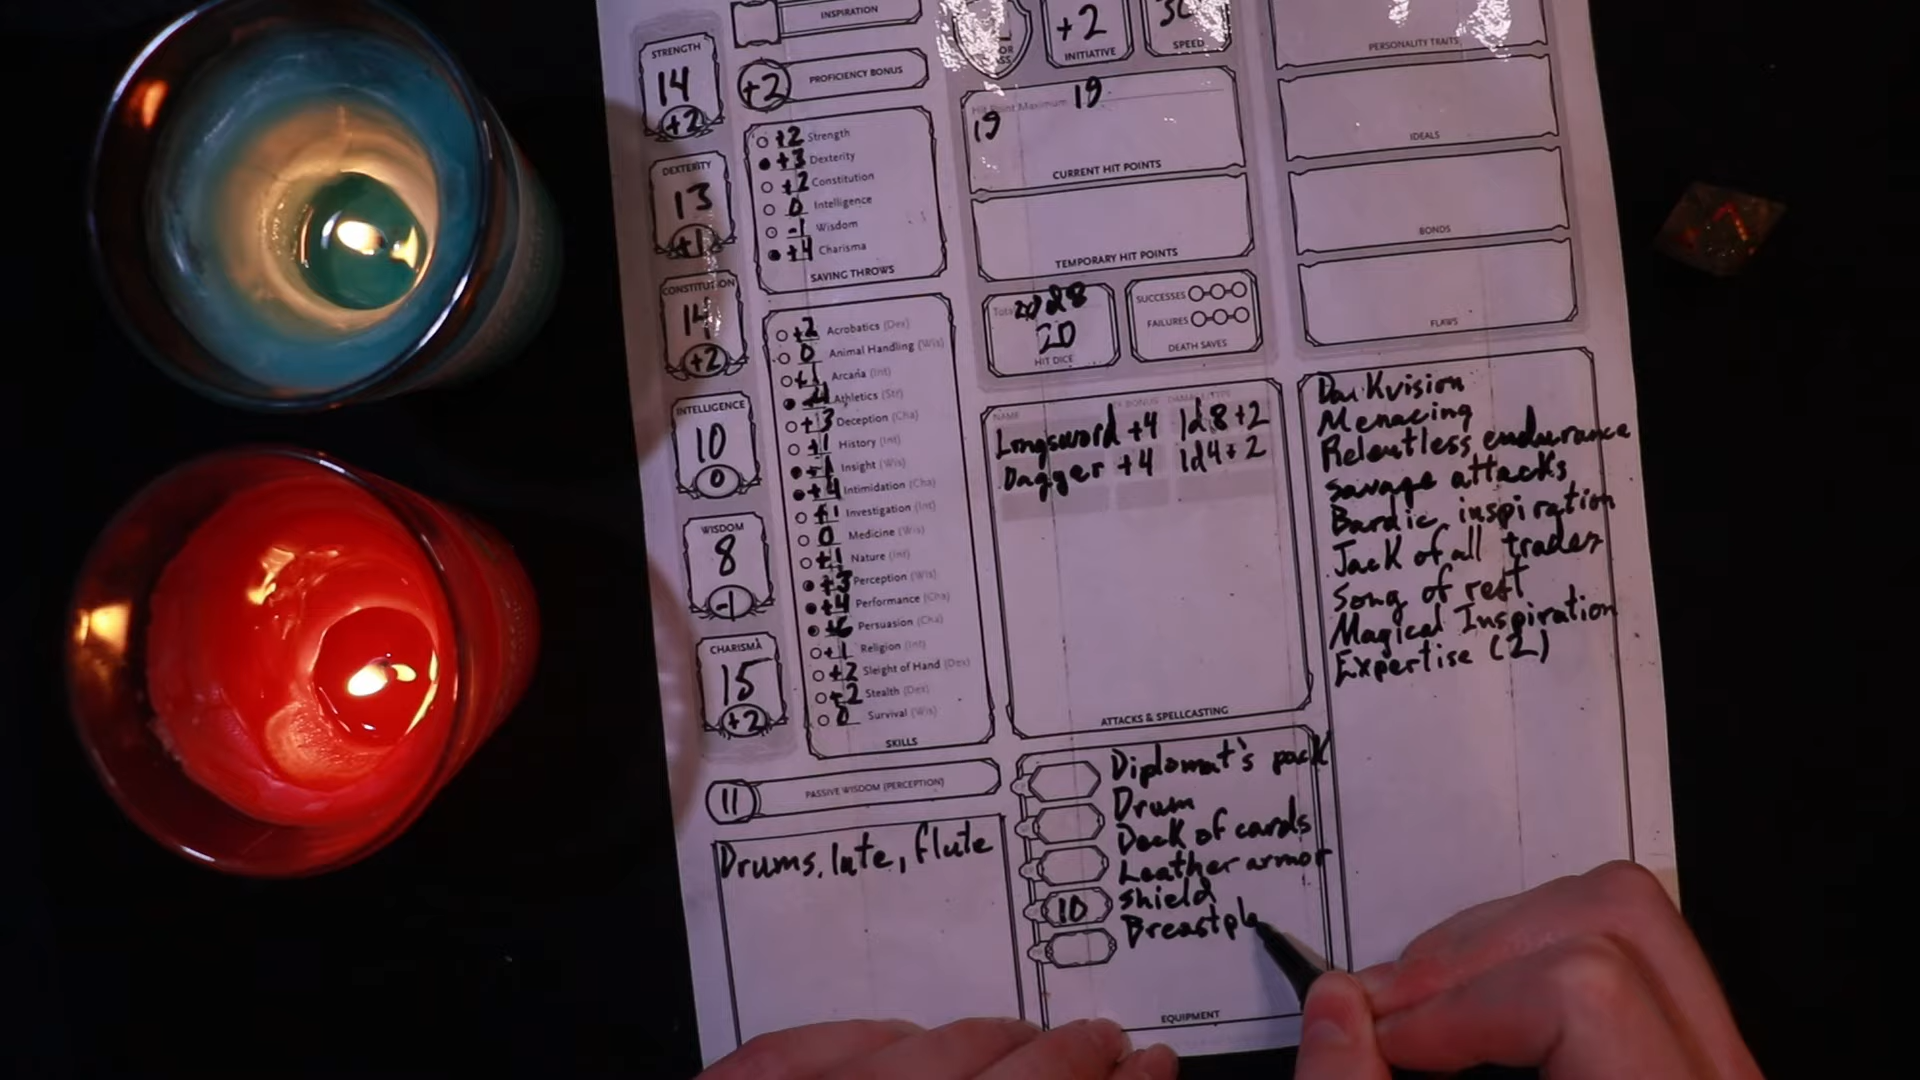 INSPIRATION
+2
PROFICIENCY BONUS
STRENGTH
14
+2
DEXTERITY
13
+1
CONSTITUTION
14
+2
INTELLIGENCE
10
0
WISDOM
8
-1
CHARISMA
15
+2
+2 Strength
+3 Dexterity
+2 Constitution
0 Intelligence
-1 Wisdom
+4 Charisma
SAVING THROWS
+2 Acrobatics (Dex)
0 Animal Handling (Wis)
+1 Arcana (Int)
+4 Athletics (Str)
+3 Deception (Cha)
+1 History (Int)
+1 Insight (Wis)
+4 Intimidation (Cha)
+1 Investigation (Int)
0 Medicine (Wis)
+1 Nature (Int)
+3 Perception (Wis)
+4 Performance (Cha)
+6 Persuasion (Cha)
+1 Religion (Int)
+2 Sleight of Hand (Dex)
+2 Stealth (Dex)
0 Survival (Wis)
SKILLS
11
PASSIVE WISDOM (PERCEPTION)
Drums, lute, flute
+2
INITIATIVE
SPEED
Hit Point Maximum 19
19
CURRENT HIT POINTS
TEMPORARY HIT POINTS
Total
20
HIT DICE
SUCCESSES
FAILURES
DEATH SAVES
NAME
Longsword +4 1d8+2
Dagger +4 1d4+2
ATTACKS & SPELLCASTING
Diplomat's pack
Drum
Deck of cards
Leather armor
shield
10
Breastpl
EQUIPMENT
PERSONALITY TRAITS
IDEALS
BONDS
FLAWS
Darkvision
Menacing
Relentless endurance
savage attacks
Bardic inspiration
Jack of all trades
Song of rest
Magical Inspiration
Expertise (2)